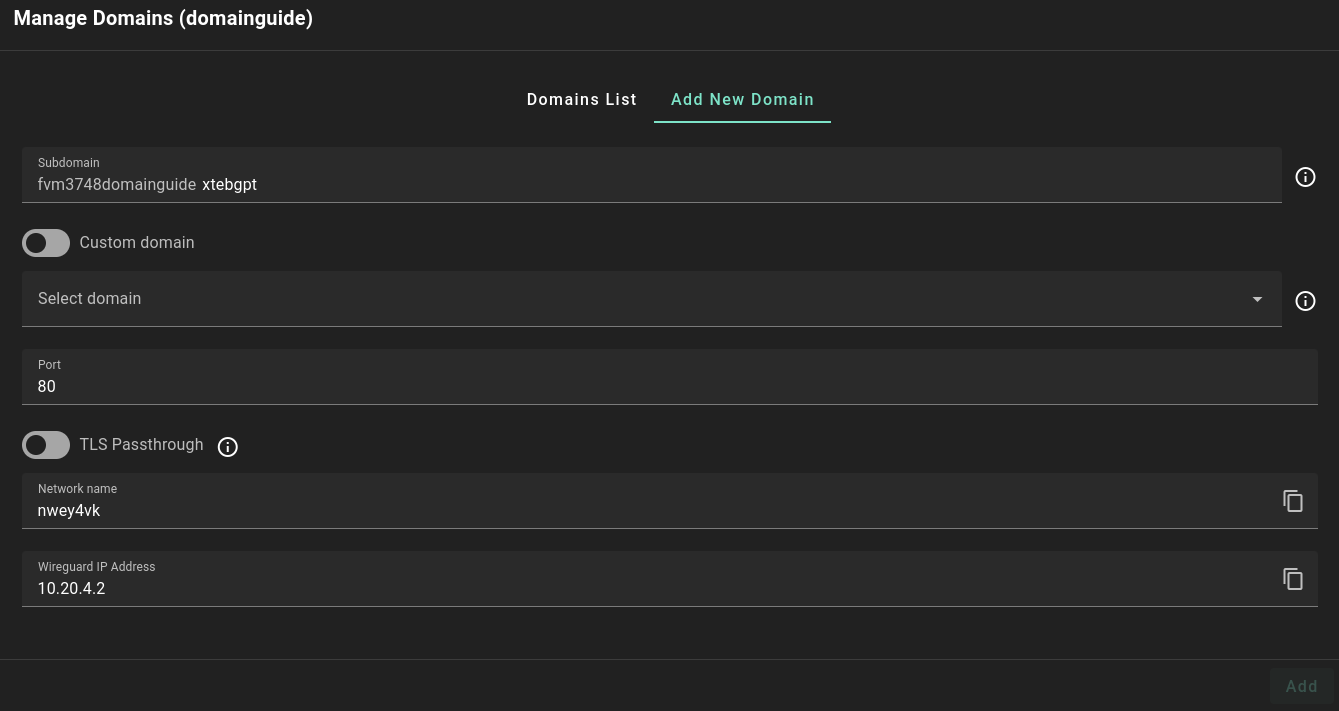 Manage Domains (domainguide)
Domains List Add New Domain
Subdomain
fvm3748domainguide xtebgpt
Custom domain
Select domain
Port
80
TLS Passthrough
Network name
nwey4vk
Wireguard IP Address
10.20.4.2
Add